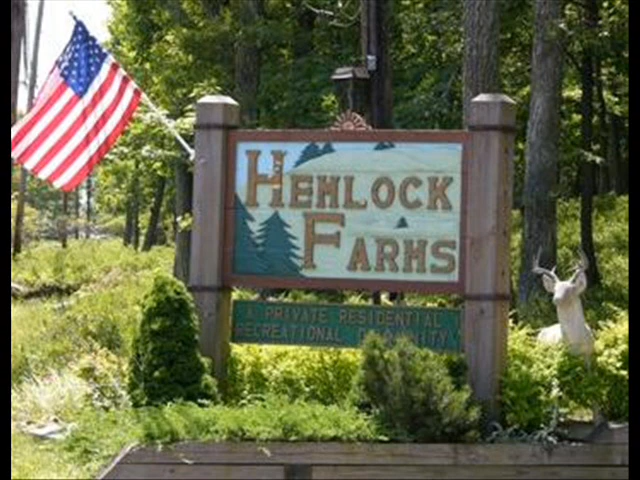 HEMLOCK
FARMS
A PRIVATE RESIDENTIAL
RECREATIONAL COMMUNITY